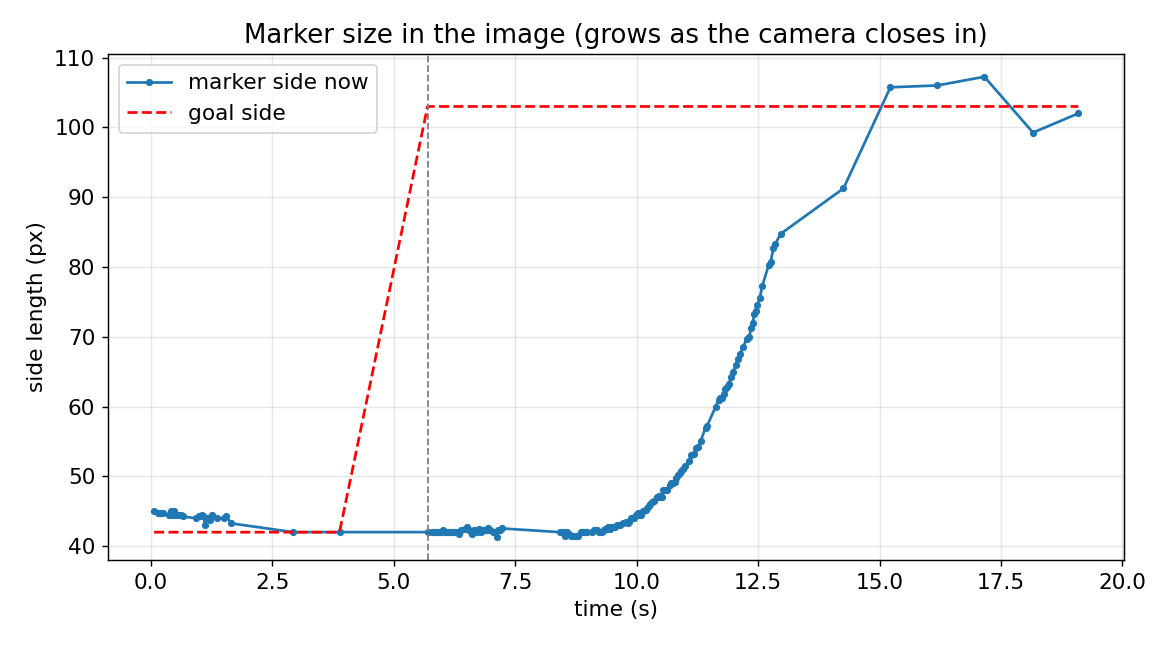 Marker size in the image (grows as the camera closes in)
marker side now
goal side
110
100
90
80
70
60
50
40
side length (px)
0.0 2.5 5.0 7.5 10.0 12.5 15.0 17.5 20.0
time (s)